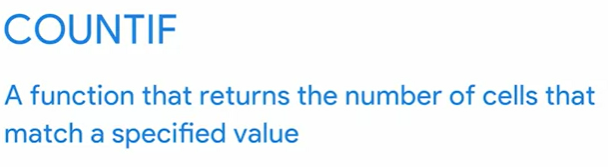 COUNTIF
A function that returns the number of cells that
match a specified value